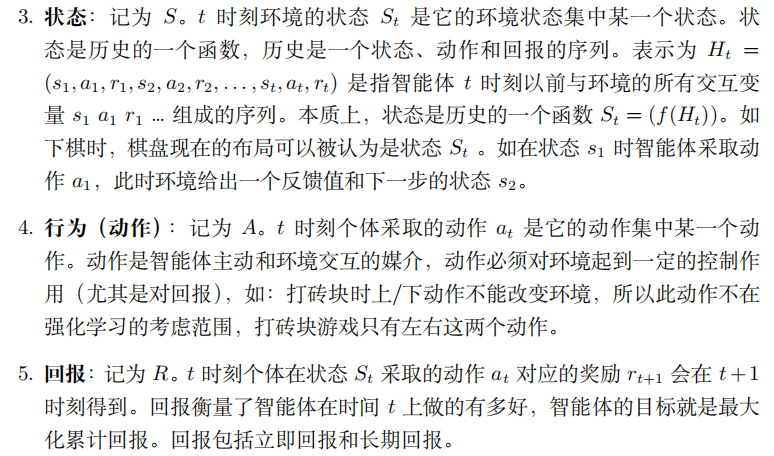 3. 状态：记为 S。t 时刻环境的状态 S_t 是它的环境状态集中某一个状态。状
态是历史的一个函数，历史是一个状态、动作和回报的序列。表示为 H_t =
(s_1, a_1, r_1, s_2, a_2, r_2, . . . , s_t, a_t, r_t) 是指智能体 t 时刻以前与环境的所有交互变
量 s_1 a_1 r_1 ... 组成的序列。本质上，状态是历史的一个函数 S_t = (f(H_t))。如
下棋时，棋盘现在的布局可以被认为是状态 S_t 。如在状态 s_1 时智能体采取动
作 a_1，此时环境给出一个反馈值和下一步的状态 s_2。
4. 行为（动作）：记为 A。t 时刻个体采取的动作 a_t 是它的动作集中某一个动
作。动作是智能体主动和环境交互的媒介，动作必须对环境起到一定的控制作
用（尤其是对回报），如：打砖块时上/下动作不能改变环境，所以此动作不在
强化学习的考虑范围，打砖块游戏只有左右这两个动作。
5. 回报：记为 R。t 时刻个体在状态 S_t 采取的动作 a_t 对应的奖励 r_{t+1} 会在 t+1
时刻得到。回报衡量了智能体在时间 t 上做的有多好，智能体的目标就是最大
化累计回报。回报包括立即回报和长期回报。